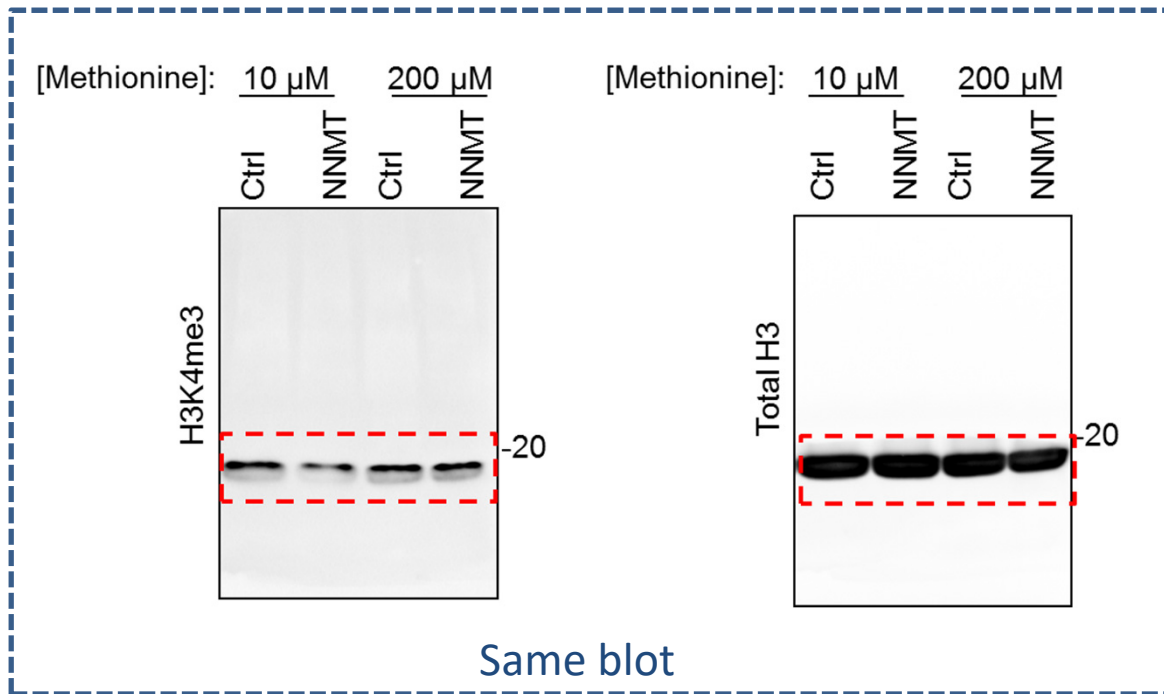 [Methionine]: 10 µM 200 µM
Ctrl NNMT Ctrl NNMT
H3K4me3
-20
[Methionine]: 10 µM 200 µM
Ctrl NNMT Ctrl NNMT
Total H3
-20
Same blot